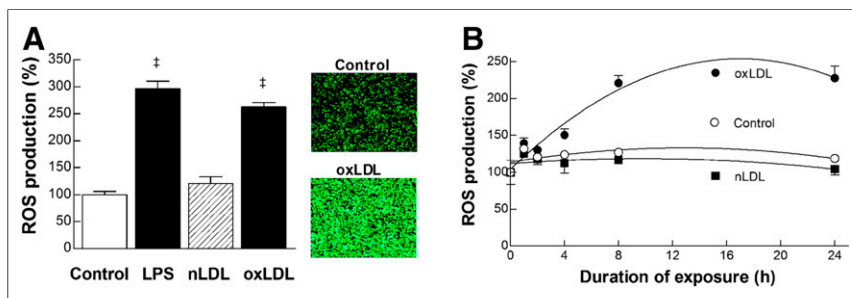 A
ROS production (%)
350
300
250
200
150
100
50
0
‡
‡
Control
LPS
nLDL
oxLDL
Control
oxLDL
B
ROS production (%)
250
200
150
100
50
0
oxLDL
Control
nLDL
0 4 8 12 16 20 24
Duration of exposure (h)